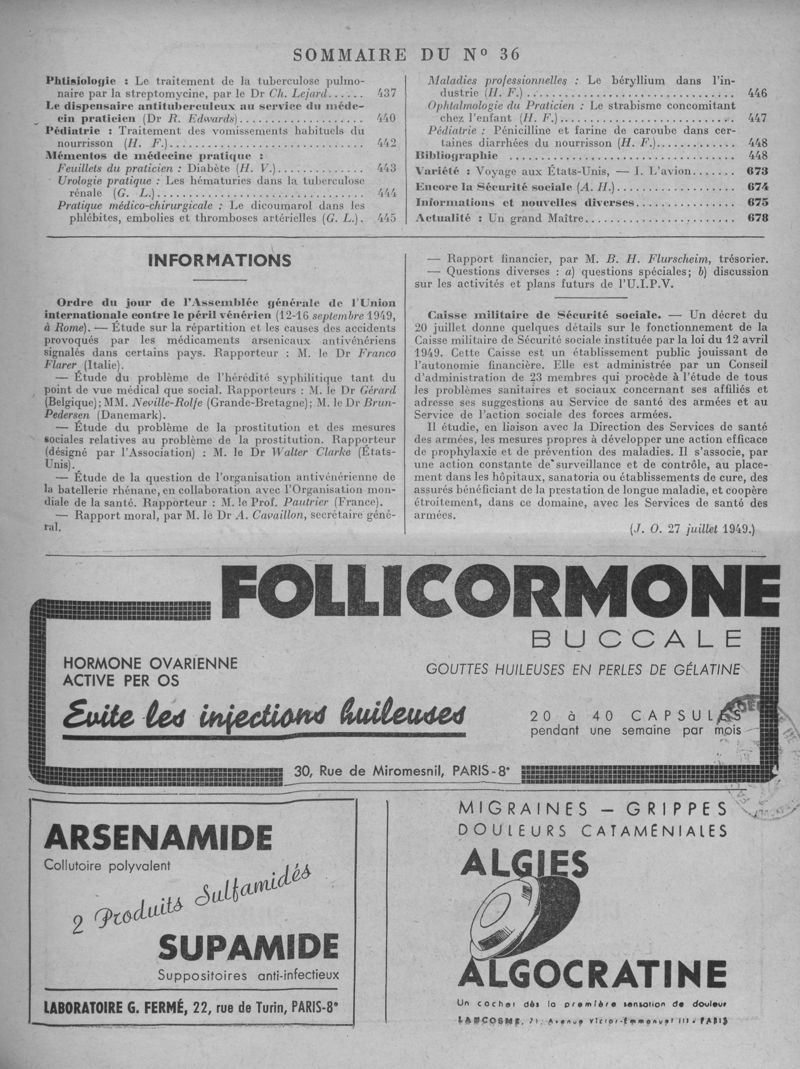 SOMMAIRE DU Nº 36
Phtisiologie : Le traitement de la tuberculose pulmo-
naire par la streptomycine, par le Dr Ch. Lejard...... 437
Le dispensaire antituberculeux au service du méde-
cin praticien (Dr R. Edwards)................... 440
Pédiatrie : Traitement des vomissements habituels du
nourrisson (H. F.).............................. 442
Mémentos de médecine pratique :
Feuillets du praticien : Diabète (H. V.)............. 443
Urologie pratique : Les hématuries dans la tuberculose
rénale (G. L.)................................ 444
Pratique médico-chirurgicale : Le dicoumarol dans les
phlébites, embolies et thromboses artérielles (G. L.). 445
Maladies professionnelles : Le béryllium dans l'in-
dustrie (H. F.)................................ 446
Ophtalmologie du Praticien : Le strabisme concomitant
chez l'enfant (H. F.)........................... 447
Pédiatrie : Pénicilline et farine de caroube dans cer-
taines diarrhées du nourrisson (H. F.)............ 448
Bibliographie .................................. 448
Variété : Voyage aux États-Unis, — I. L'avion....... 673
Encore la Sécurité sociale (A. H.)................. 674
Informations et nouvelles diverses............... 675
Actualité : Un grand Maître....................... 678
INFORMATIONS
Ordre du jour de l'Assemblée générale de l'Union
internationale contre le péril vénérien (12-16 septembre 1949,
à Rome). — Étude sur la répartition et les causes des accidents
provoqués par les médicaments arsenicaux antivénériens
signalés dans certains pays. Rapporteur : M. le Dr Franco
Flarer (Italie).
— Étude du problème de l'hérédité syphilitique tant du
point de vue médical que social. Rapporteurs : M. le Dr Gérard
(Belgique); MM. Neville-Rolfe (Grande-Bretagne); M. le Dr Brun-
Pedersen (Danemark).
— Étude du problème de la prostitution et des mesures
sociales relatives au problème de la prostitution. Rapporteur
(désigné par l'Association) : M. le Dr Walter Clarke (États-
Unis).
— Étude de la question de l'organisation antivénérienne de
la batellerie rhénane, en collaboration avec l'Organisation mon-
diale de la santé. Rapporteur : M. le Prof. Pautrier (France).
— Rapport moral, par M. le Dr A. Cavaillon, secrétaire géné-
ral.
— Rapport financier, par M. B. H. Flurscheim, trésorier.
— Questions diverses : a) questions spéciales; b) discussion
sur les activités et plans futurs de l'U.I.P.V.
Caisse militaire de Sécurité sociale. — Un décret du
20 juillet donne quelques détails sur le fonctionnement de la
Caisse militaire de Sécurité sociale instituée par la loi du 12 avril
1949. Cette Caisse est un établissement public jouissant de
l'autonomie financière. Elle est administrée par un Conseil
d'administration de 23 membres qui procède à l'étude de tous
les problèmes sanitaires et sociaux concernant ses affiliés et
adresse ses suggestions au Service de santé des armées et au
Service de l'action sociale des forces armées.
Il étudie, en liaison avec la Direction des Services de santé
des armées, les mesures propres à développer une action efficace
de prophylaxie et de prévention des maladies. Il s'associe, par
une action constante de surveillance et de contrôle, au place-
ment dans les hôpitaux, sanatoria ou établissements de cure, des
assurés bénéficiant de la prestation de longue maladie, et coopère
étroitement, dans ce domaine, avec les Services de santé des
armées.
(J. O. 27 juillet 1949.)
FOLLICORMONE
BUCCALE
HORMONE OVARIENNE
ACTIVE PER OS
GOUTTES HUILEUSES EN PERLES DE GÉLATINE
Evite les injections huileuses
20 à 40 CAPSULES
pendant une semaine par mois
30, Rue de Miromesnil, PARIS-8e
ARSENAMIDE
Collutoire polyvalent
2 Produits Sulfamidés
SUPAMIDE
Suppositoires anti-infectieux
LABORATOIRE G. FERMÉ, 22, rue de Turin, PARIS-8e
MIGRAINES — GRIPPES
DOULEURS CATAMÉNIALES
ALGIES
ALGOCRATINE
Un cachet dès la première sensation de douleur
LANCOSME, 71, Avenue Victor-Emmanuel III - PARIS